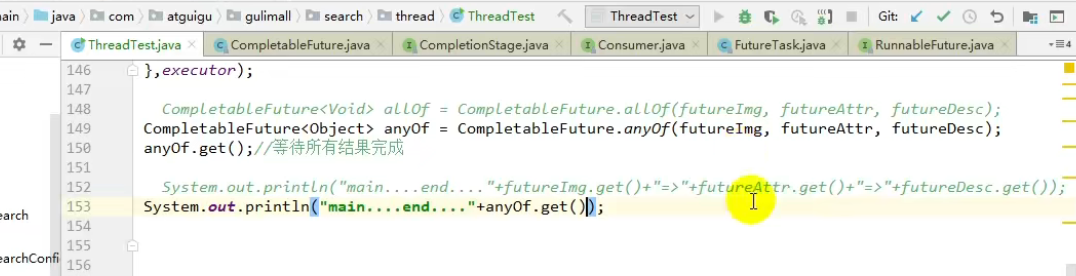 main java com atguigu gulimall search thread ThreadTest ThreadTest Git:
ThreadTest.java CompletableFuture.java CompletionStage.java Consumer.java FutureTask.java RunnableFuture.java 4
146 },executor);
147
148 CompletableFuture<Void> allOf = CompletableFuture.allOf(futureImg, futureAttr, futureDesc);
149 CompletableFuture<Object> anyOf = CompletableFuture.anyOf(futureImg, futureAttr, futureDesc);
150 anyOf.get();//等待所有结果完成
151
152 System.out.println("main....end...."+futureImg.get()+"=>"+futureAttr.get()+"=>"+futureDesc.get());
153 System.out.println("main....end...."+anyOf.get());
earch
154
155
earchConfi
156